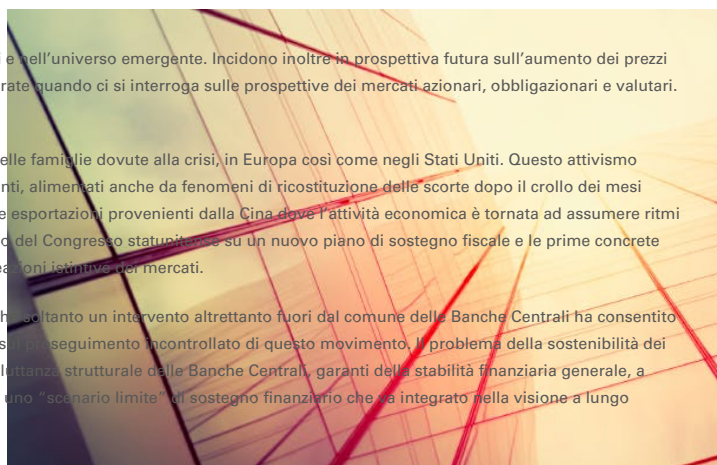 i e nell’universo emergente. Incidono inoltre in prospettiva futura sull’aumento dei prezzi
rate quando ci si interroga sulle prospettive dei mercati azionari, obbligazionari e valutari.
elle famiglie dovute alla crisi, in Europa così come negli Stati Uniti. Questo attivismo
nti, alimentati anche da fenomeni di ricostituzione delle scorte dopo il crollo dei mesi
e esportazioni provenienti dalla Cina dove l’attività economica è tornata ad assumere ritmi
o del Congresso statunitense su un nuovo piano di sostegno fiscale e le prime concrete
eazioni istintive dei mercati.
he soltanto un intervento altrettanto fuori dal comune delle Banche Centrali ha consentito
sul proseguimento incontrollato di questo movimento. Il problema della sostenibilità dei
luttanza strutturale delle Banche Centrali, garanti della stabilità finanziaria generale, a
uno “scenario limite” di sostegno finanziario che va integrato nella visione a lungo